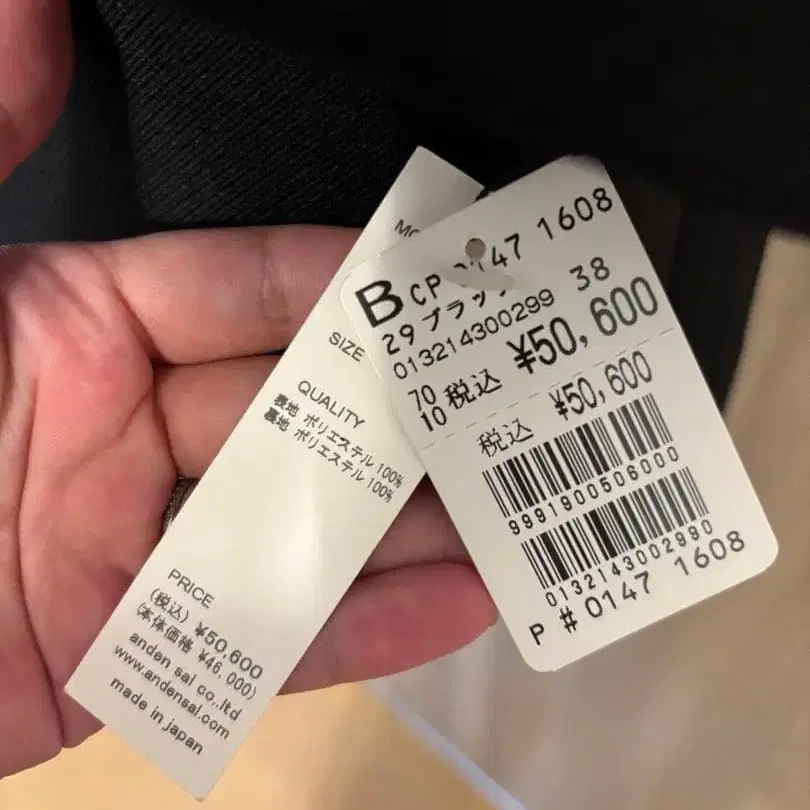 SIZE
QUALITY
表地 ポリエステル 100%
裏地 ポリエステル 100%
PRICE
(税込) ¥50,600
(本体価格 ¥46,000)
anden sal co,.ltd
www.andensal.com
made in japan
B CP 0147 1608
29 ブラック 38
013214300299
70
10 税込 ¥50,600
税込 ¥50,600
9991900506000
0132143002990
P # 0147 1608